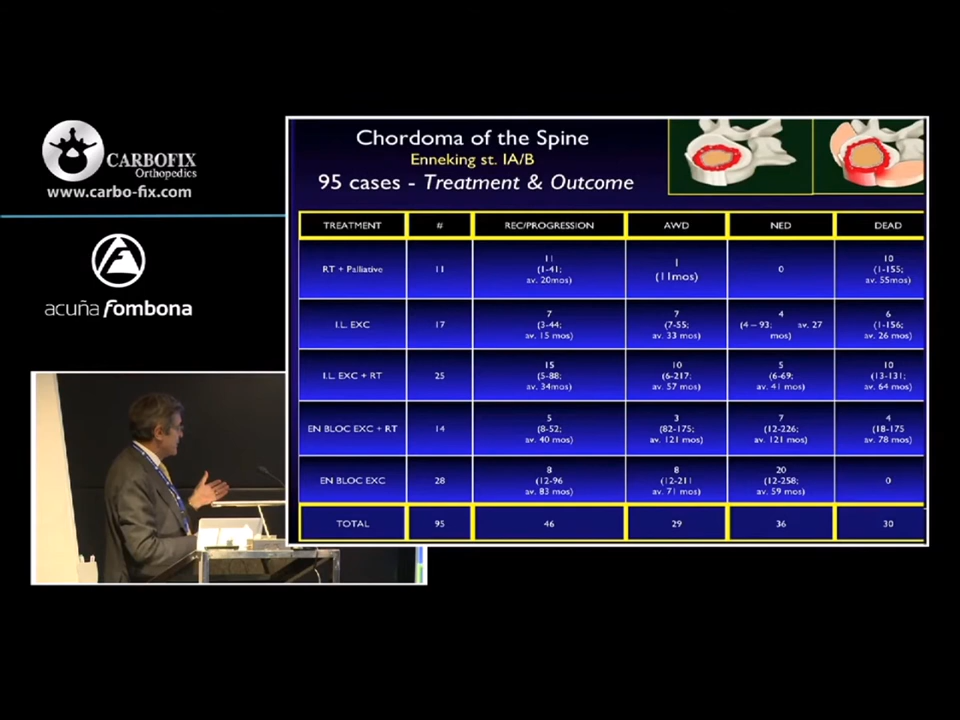 CARBOFIX
Orthopedics
www.carbo-fix.com
acuña fombona
Chordoma of the Spine
Enneking st. IA/B
95 cases - Treatment & Outcome
TREATMENT # REC/PROGRESSION AWD NED DEAD
RT + Palliative 11 11 (1-41; av. 20mos) 1 (11mos) 0 10 (1-155; av. 55mos)
I.L. EXC 17 7 (3-44; av. 15 mos) 7 (7-55; av. 33 mos) 4 (4 – 93; av. 27 mos) 6 (1-156; av. 26 mos)
I.L. EXC + RT 25 15 (5-88; av. 34mos) 10 (6-217; av. 57 mos) 5 (6-69; av. 41 mos) 10 (13-131; av. 64 mos)
EN BLOC EXC + RT 14 5 (8-52; av. 40 mos) 3 (82-175; av. 121 mos) 7 (12-226; av. 121 mos) 4 (18-175 av. 78 mos)
EN BLOC EXC 28 8 (12-96 av. 83 mos) 8 (12-211 av. 71 mos) 20 (12-258; av. 59 mos) 0
TOTAL 95 46 29 36 30